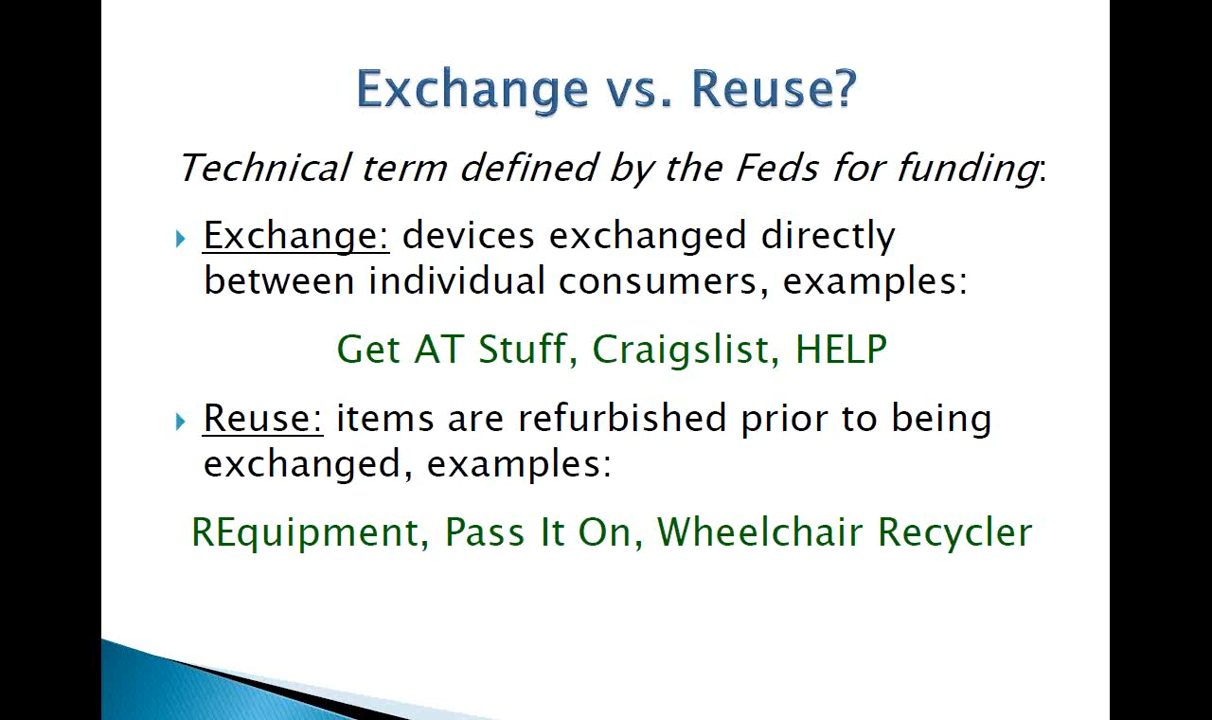 Exchange vs. Reuse?
Technical term defined by the Feds for funding:
Exchange: devices exchanged directly
between individual consumers, examples:
Get AT Stuff, Craigslist, HELP
Reuse: items are refurbished prior to being
exchanged, examples:
REquipment, Pass It On, Wheelchair Recycler